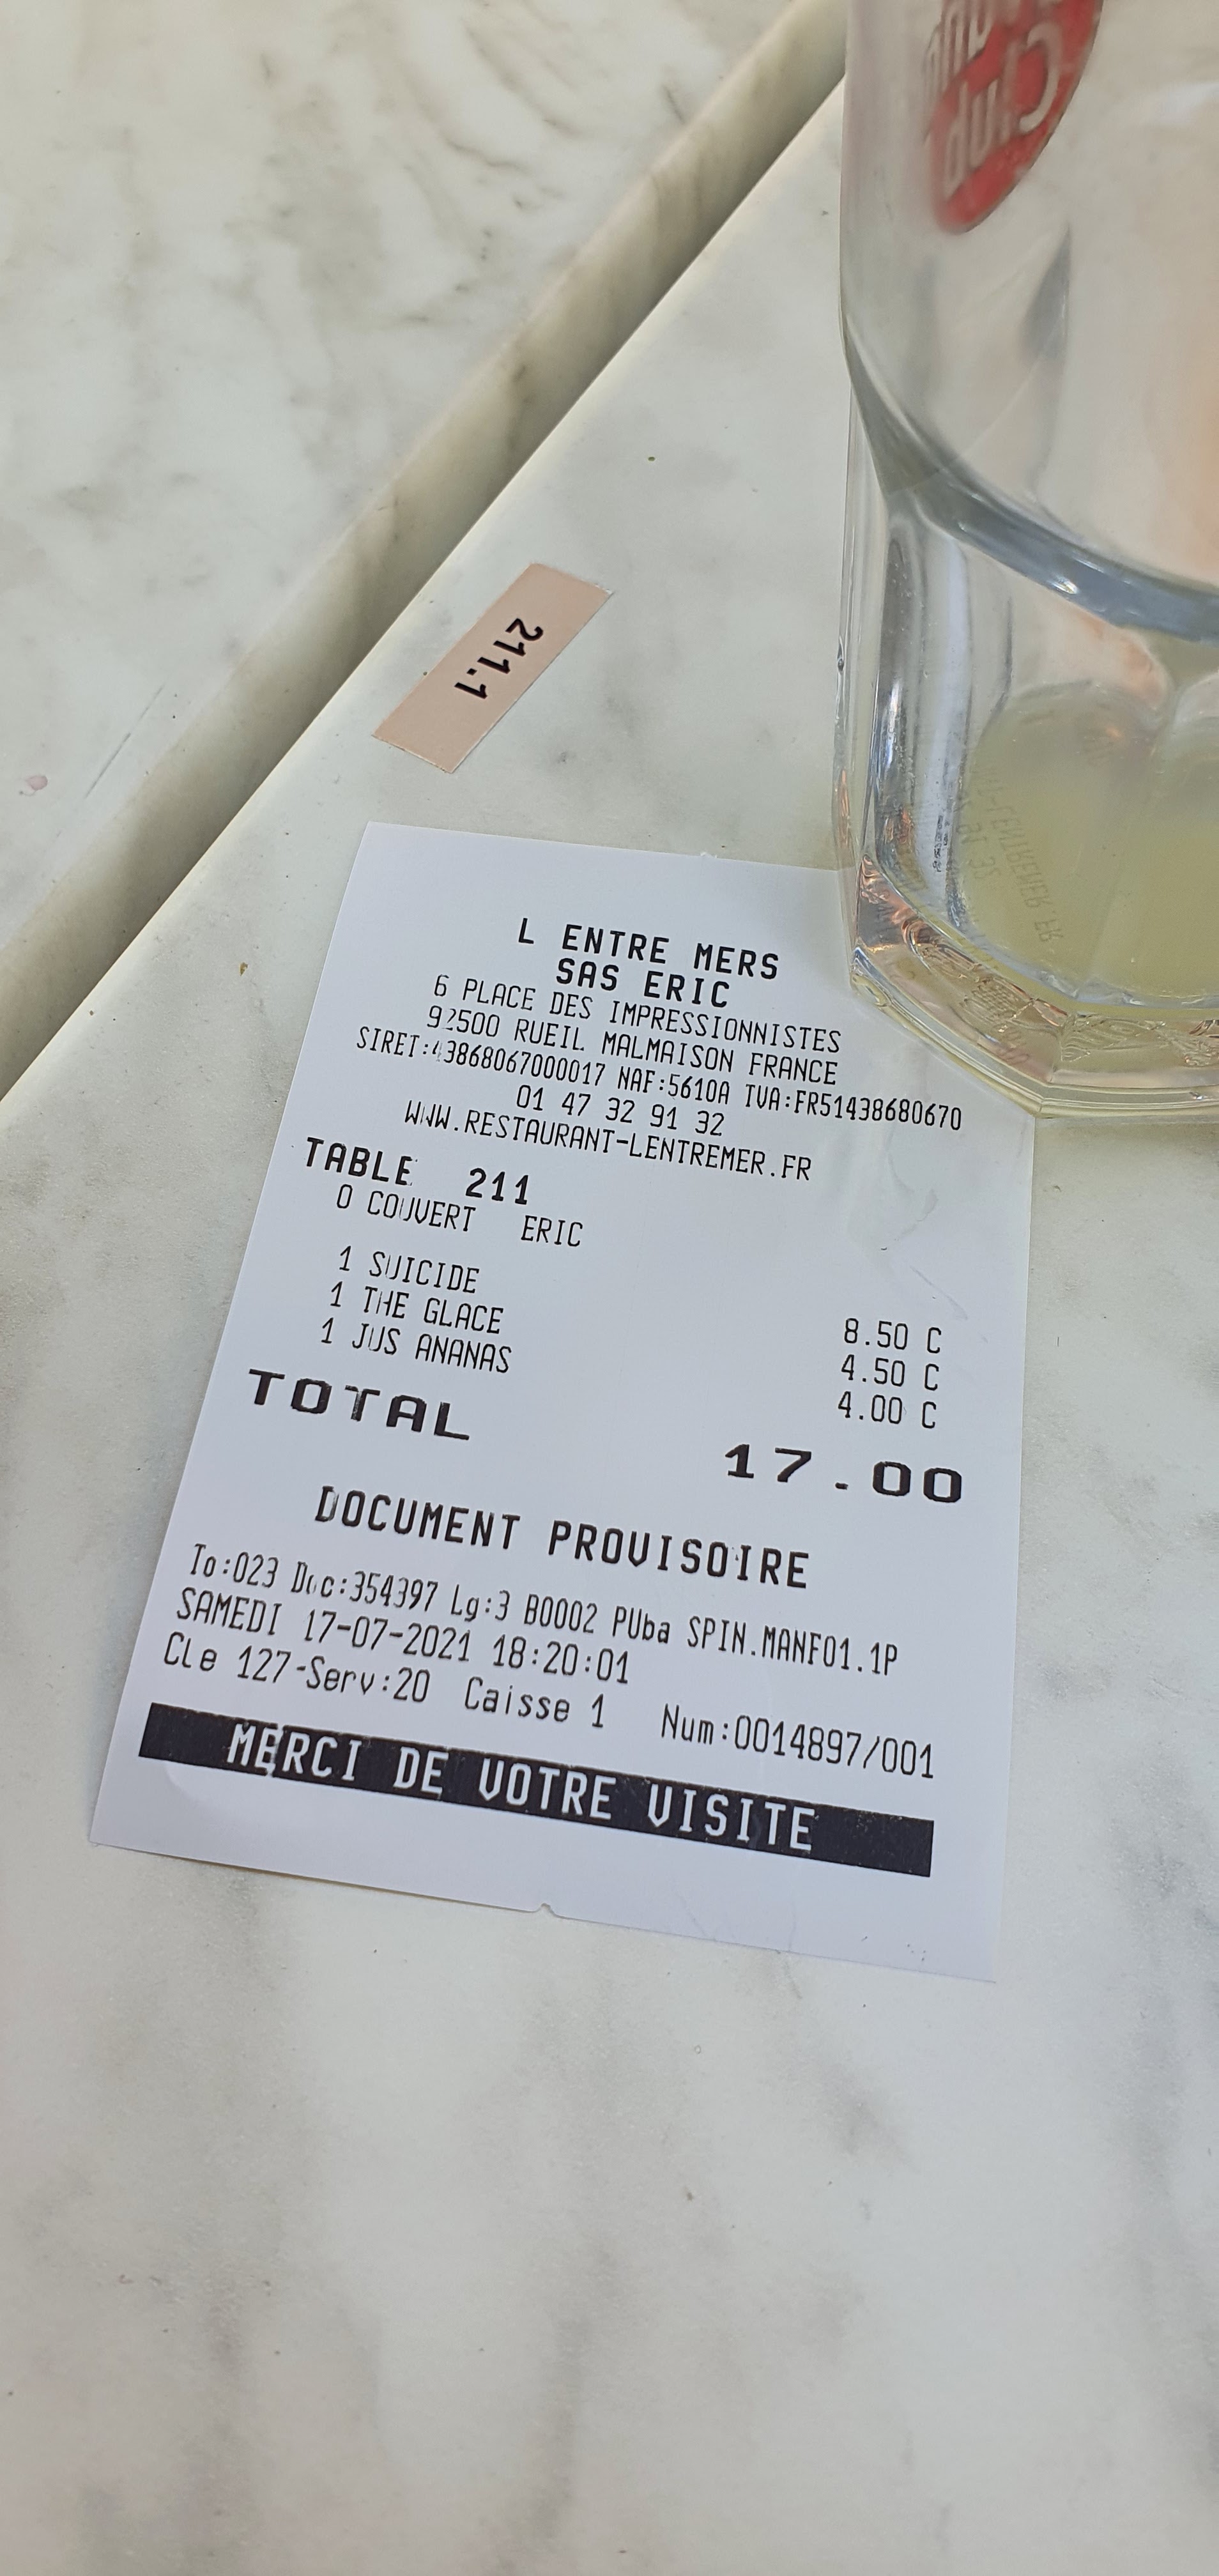 Club
211.1
L ENTRE MERS
SAS ERIC
6 PLACE DES IMPRESSIONNISTES
92500 RUEIL MALMAISON FRANCE
SIRET:43868067000017 NAF:5610A TVA:FR51438680670
01 47 32 91 32
WWW.RESTAURANT-LENTREMER.FR
TABLE 211
0 COUVERT ERIC
1 SUICIDE 8.50 C
1 THE GLACE 4.50 C
1 JUS ANANAS 4.00 C
TOTAL 17.00
DOCUMENT PROVISOIRE
To:023 Doc:354397 Lg:3 B0002 PVba SPIN.MANF01.1P
SAMEDI 17-07-2021 18:20:01
Cle 127-Serv:20 Caisse 1 Num:0014897/001
MERCI DE VOTRE VISITE